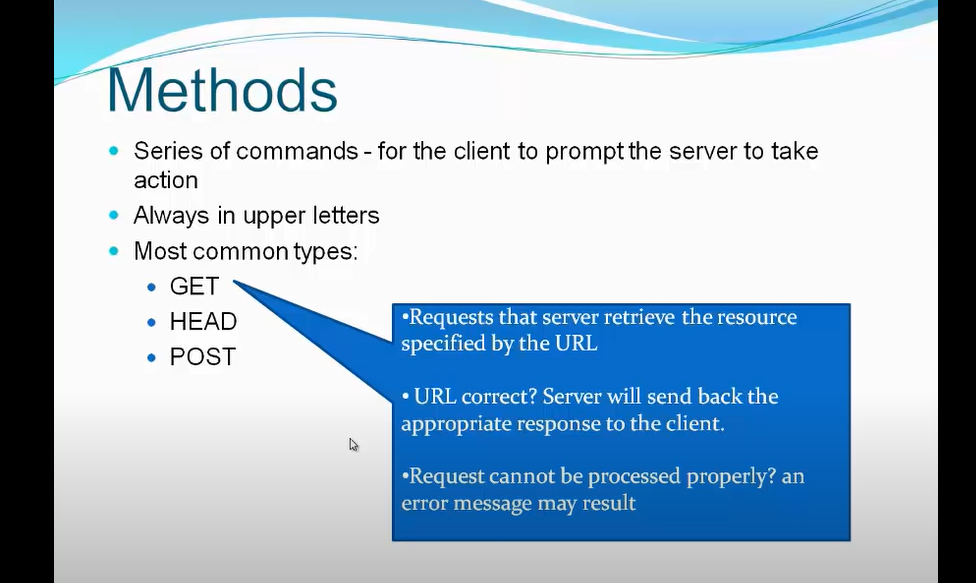 Methods
• Series of commands - for the client to prompt the server to take
action
• Always in upper letters
• Most common types:
• GET
• HEAD
• POST
•Requests that server retrieve the resource
specified by the URL
• URL correct? Server will send back the
appropriate response to the client.
•Request cannot be processed properly? an
error message may result